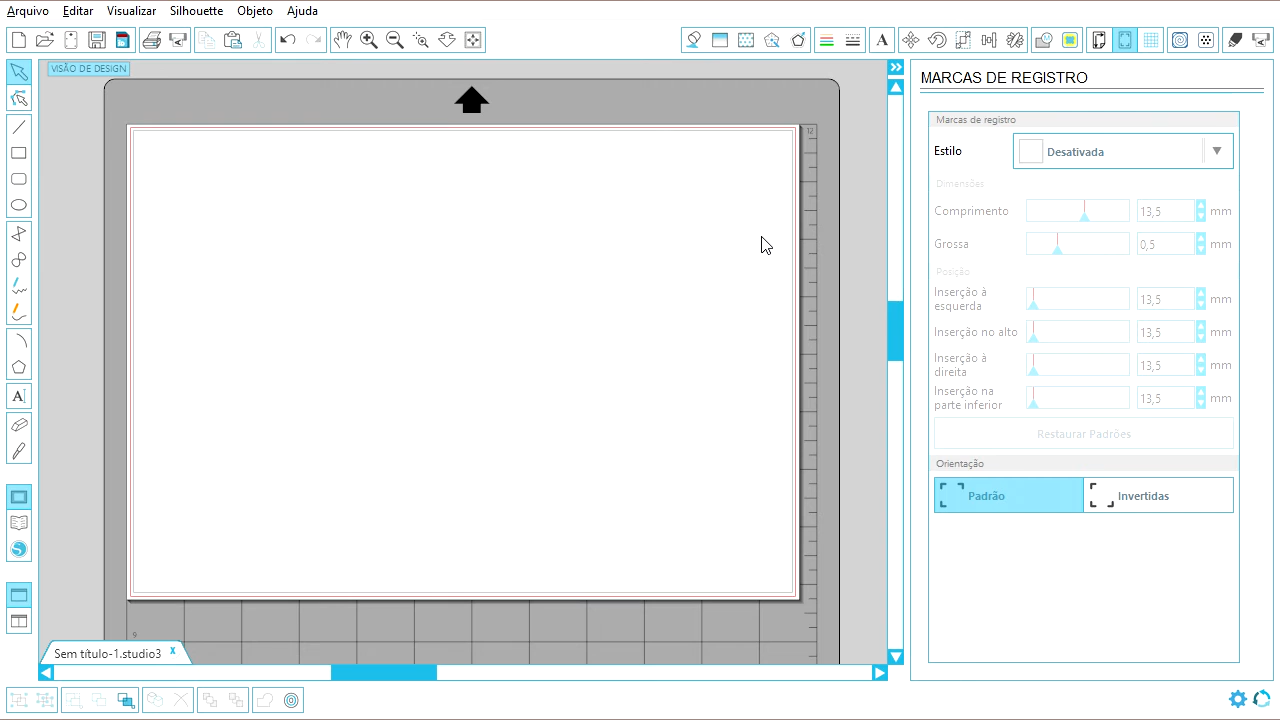 Arquivo Editar Visualizar Silhouette Objeto Ajuda
VISÃO DE DESIGN
12
9
Sem título-1.studio3 x
MARCAS DE REGISTRO
Marcas de registro
Estilo Desativada
Dimensões
Comprimento 13,5 mm
Grossa 0,5 mm
Posição
Inserção à
esquerda 13,5 mm
Inserção no alto 13,5 mm
Inserção à
direita 13,5 mm
Inserção na
parte inferior 13,5 mm
Restaurar Padrões
Orientação
Padrão Invertidas